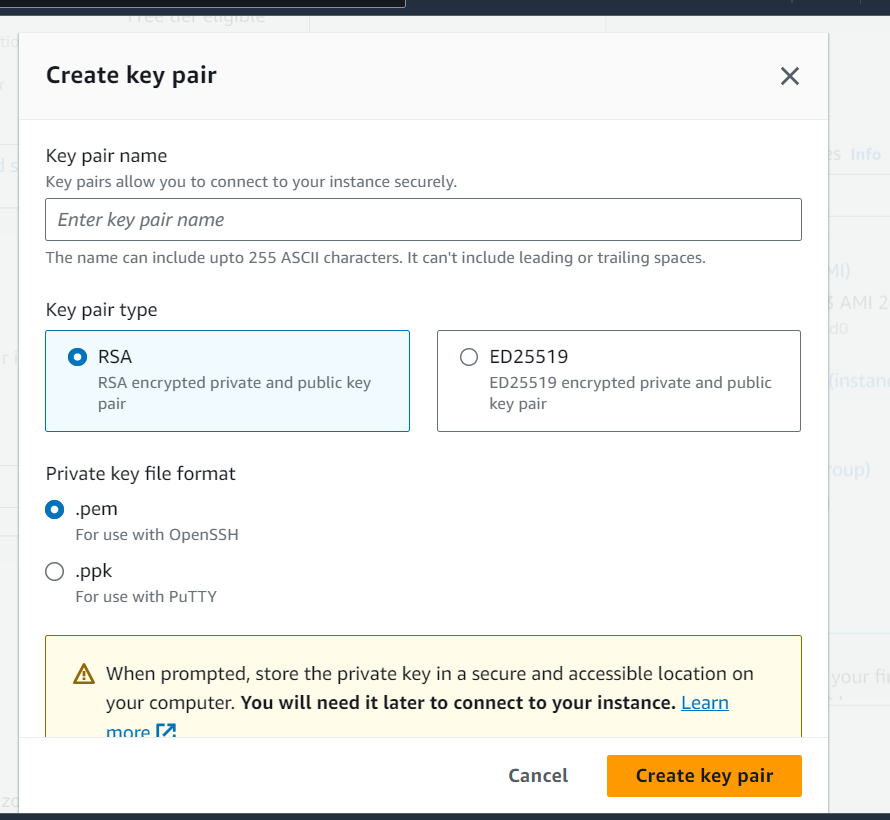 Free tier eligible
Create key pair
Key pair name
Key pairs allow you to connect to your instance securely.
Info
Enter key pair name
The name can include upto 255 ASCII characters. It can't include leading or trailing spaces.
Key pair type
RSA
ED25519
RSA encrypted private and public key
pair
ED25519 encrypted private and public
key pair
Private key file format
.pem
For use with OpenSSH
.ppk
For use with PuTTY
When prompted, store the private key in a secure and accessible location on
your computer. You will need it later to connect to your instance. Learn
more
Cancel
Create key pair